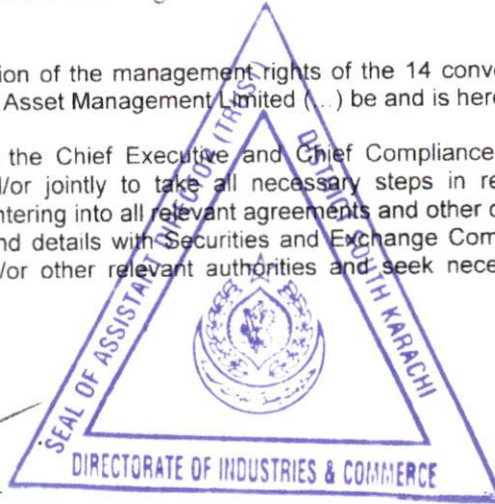 ion of the management rights of the 14 conve
Asset Management Limited (...) be and is here
the Chief Executive and Chief Compliance
d/or jointly to take all necessary steps in re
ntering into all relevant agreements and other d
nd details with Securities and Exchange Com
/or other relevant authorities and seek nece
SEAL OF ASSISTANT DIRECTOR (TRUST)
DISTRICT SOUTH KARACHI
DIRECTORATE OF INDUSTRIES & COMMERCE